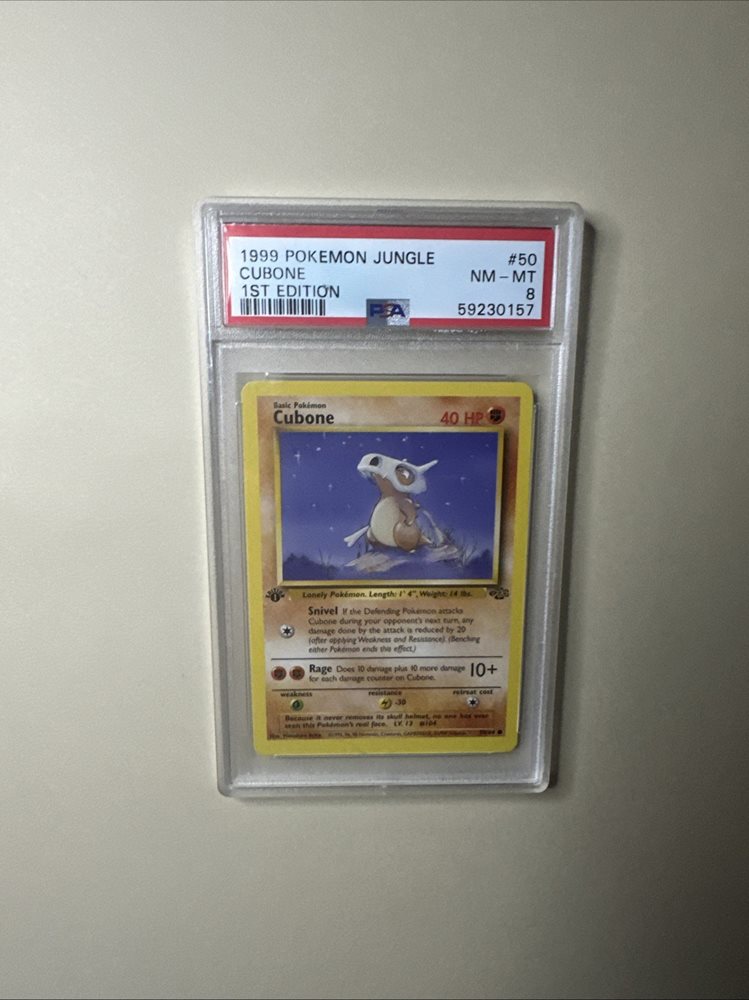 1999 POKEMON JUNGLE #50
CUBONE NM - MT
1ST EDITION 8
PSA 59230157
Basic Pokémon
Cubone 40 HP
Lonely Pokémon. Length: 1' 4", Weight: 14 lbs.
Snivel If the Defending Pokémon attacks
Cubone during your opponent's next turn, any
damage done by the attack is reduced by 20
(after applying Weakness and Resistance). (Benching
either Pokémon ends this effect.)
Rage Does 10 damage plus 10 more damage 10+
for each damage counter on Cubone.
weakness resistance retreat cost
-30
Because it never removes its skull helmet, no one has ever
seen this Pokémon's real face. LV. 13 #104
50/64